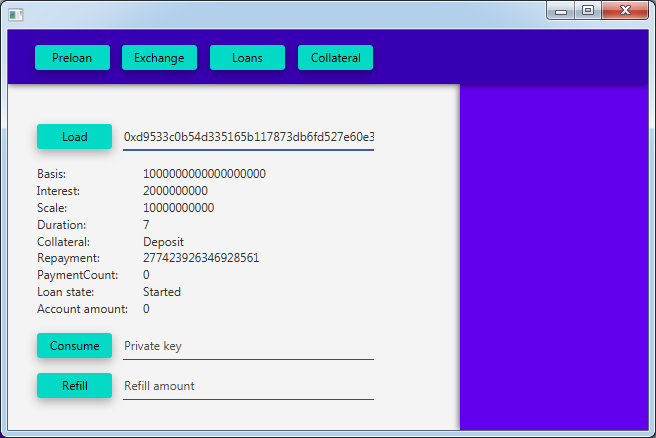 Preloan Exchange Loans Collateral
Load 0xd9533c0b54d335165b117873db6fd527e60e3
Basis: 1000000000000000000
Interest: 2000000000
Scale: 10000000000
Duration: 7
Collateral: Deposit
Repayment: 277423926346928561
PaymentCount: 0
Loan state: Started
Account amount: 0
Consume Private key
Refill Refill amount